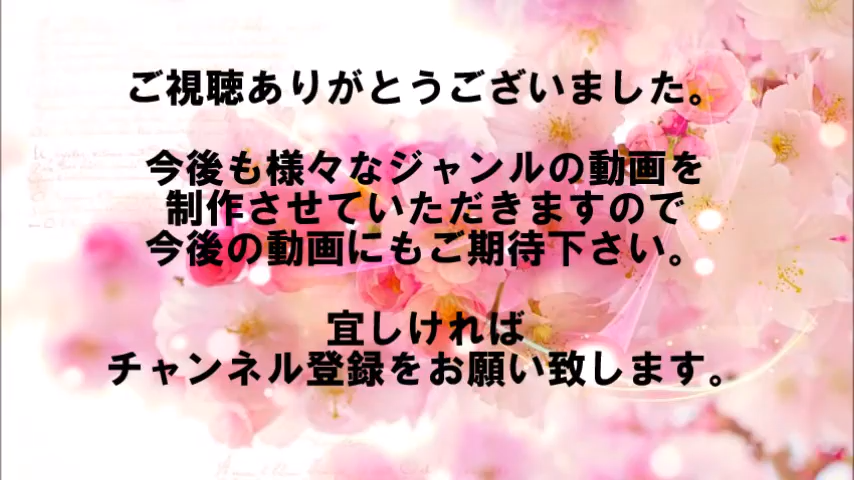 ご視聴ありがとうございました。
今後も様々なジャンルの動画を
制作させていただきますので
今後の動画にもご期待下さい。
宜しければ
チャンネル登録をお願い致します。